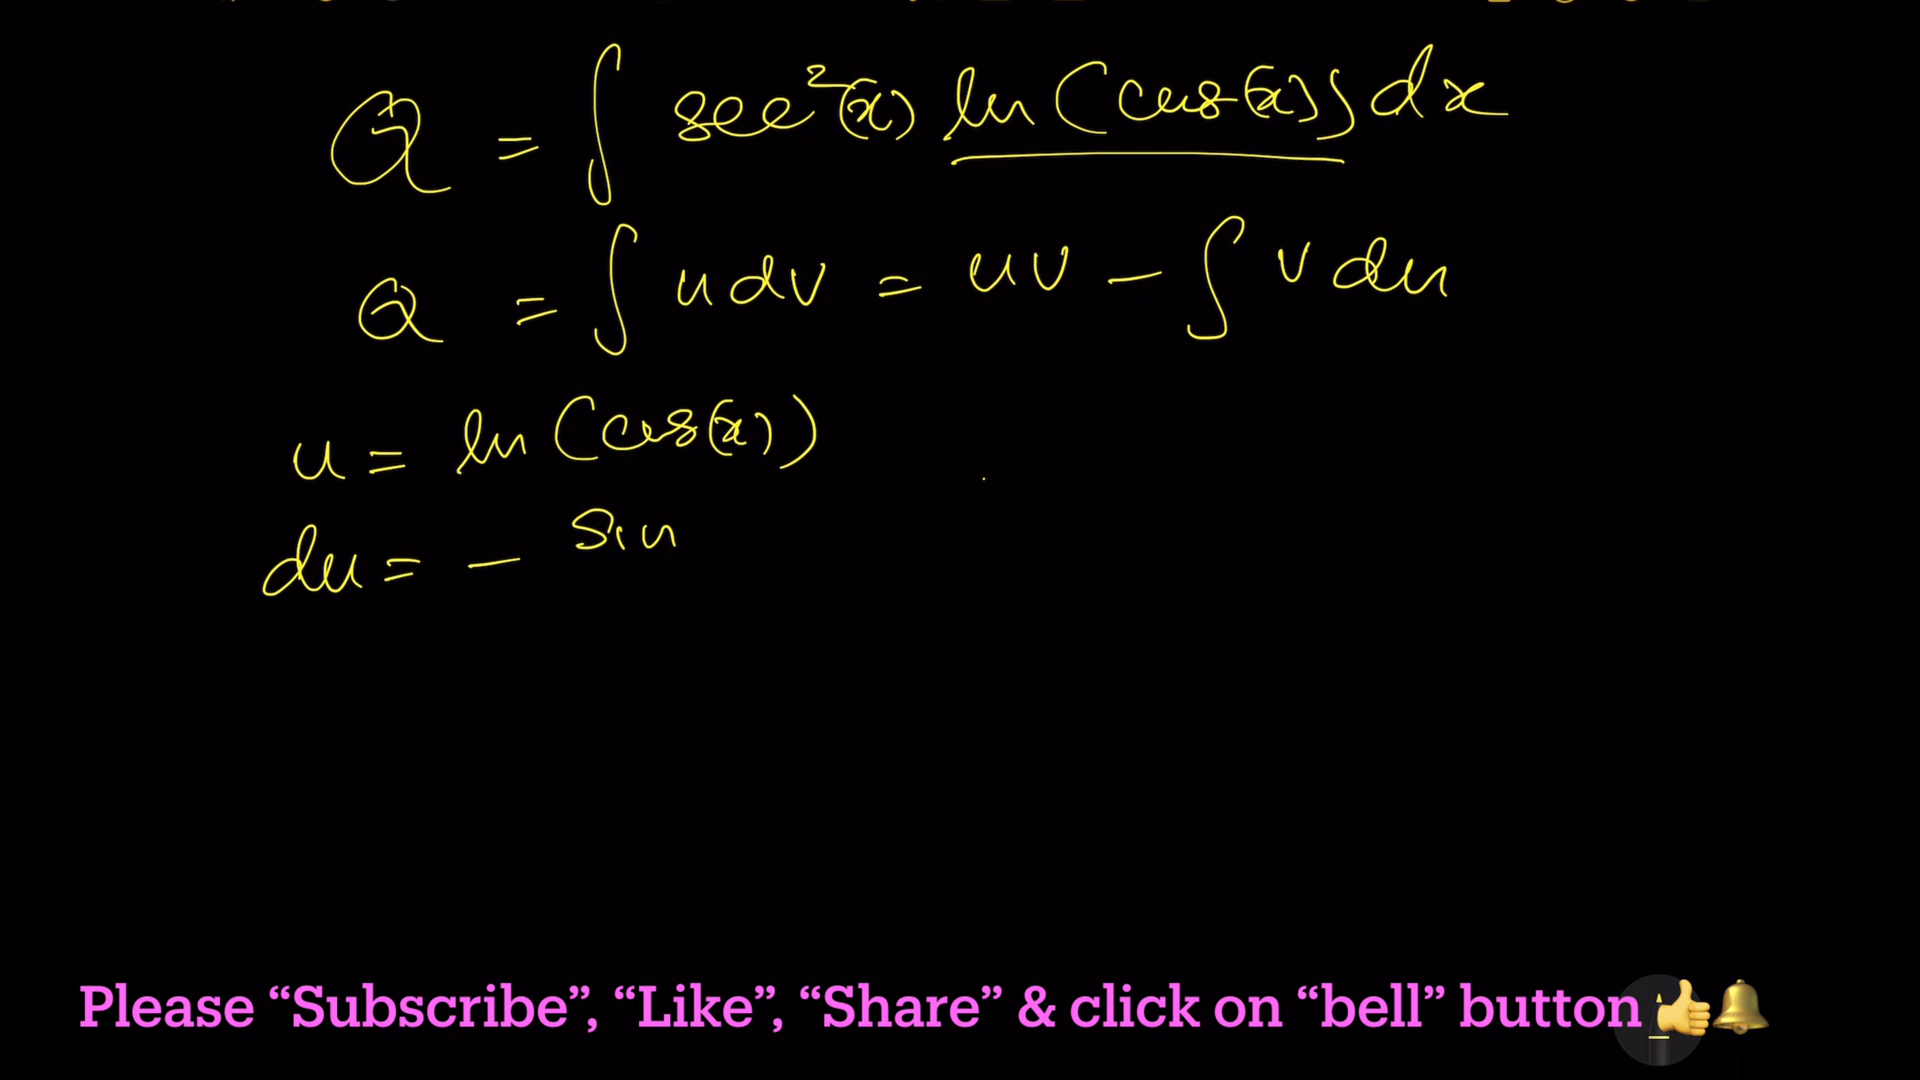 Q = ∫ sec²(x) ln(cos(x)) dx
Q = ∫ u dv = uv - ∫ v du
u = ln(cos(x))
du = - sin
Please “Subscribe”, “Like”, “Share” & click on “bell” button 👍🔔